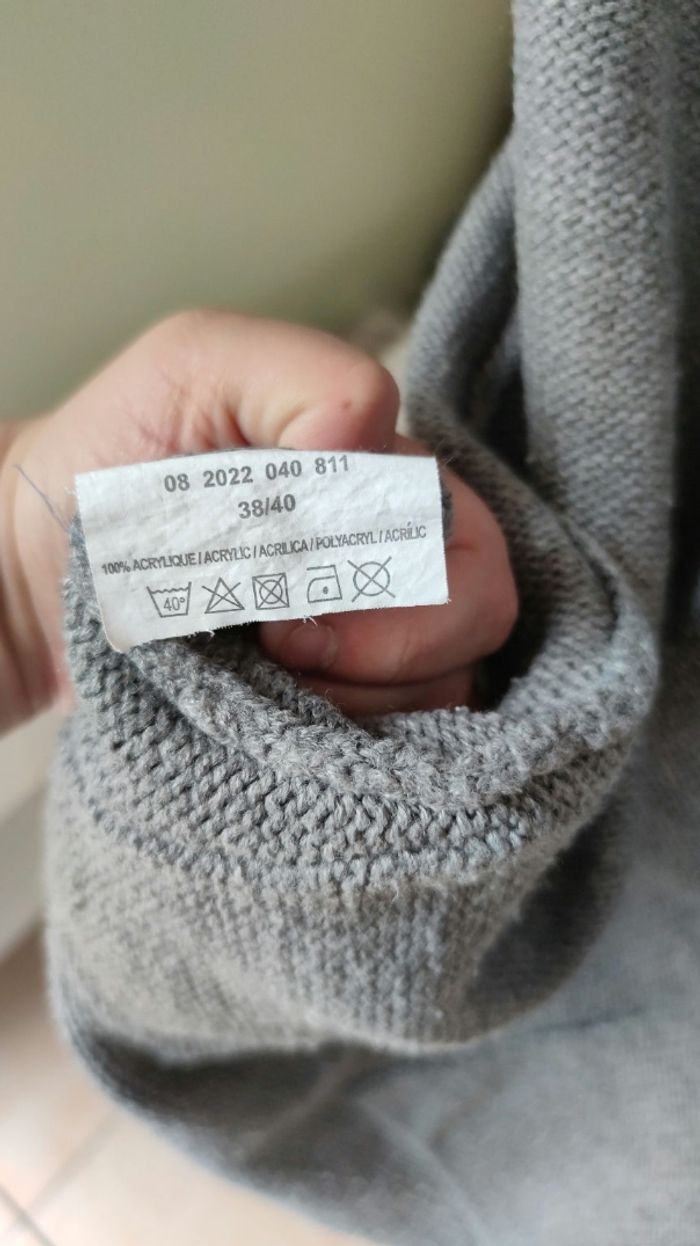 08 2022 040 811
38/40
100% ACRYLIQUE / ACRYLIC / ACRILICA / POLYACRYL / ACRÍLIC
40°